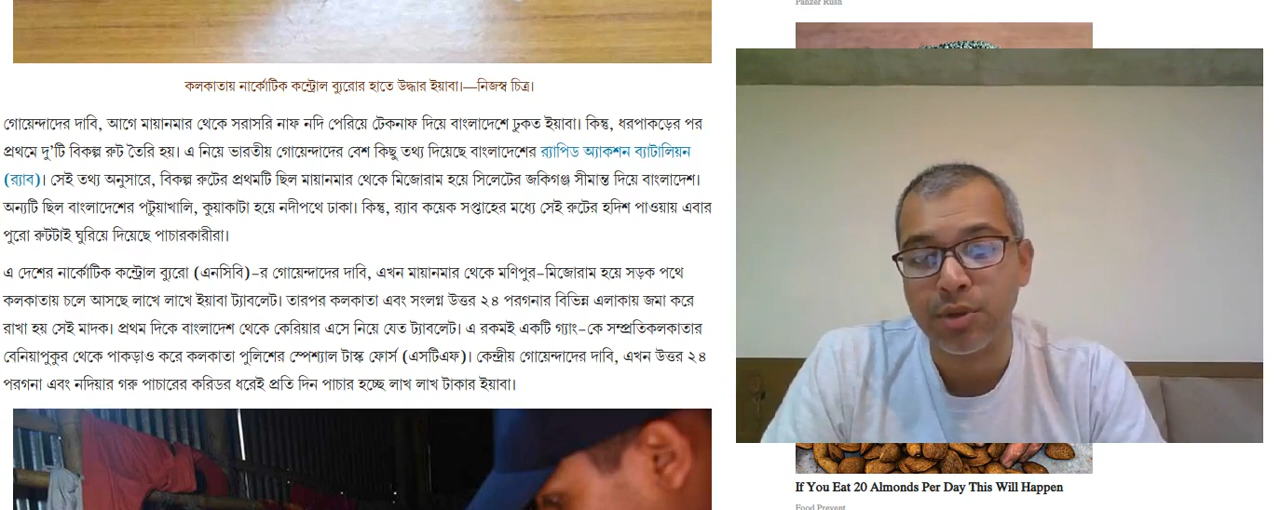 Panzer Rush
কলকাতায় নার্কোটিক কন্ট্রোল ব্যুরোর হাতে উদ্ধার ইয়াবা।—নিজস্ব চিত্র।
গোয়েন্দাদের দাবি, আগে মায়ানমার থেকে সরাসরি নাফ নদি পেরিয়ে টেকনাফ দিয়ে বাংলাদেশে ঢুকত ইয়াবা। কিন্তু, ধরপাকড়ের পর
প্রথমে দু’টি বিকল্প রুট তৈরি হয়। এ নিয়ে ভারতীয় গোয়েন্দাদের বেশ কিছু তথ্য দিয়েছে বাংলাদেশের র‌্যাপিড অ্যাকশন ব্যাটালিয়ন
(র‌্যাব)। সেই তথ্য অনুসারে, বিকল্প রুটের প্রথমটি ছিল মায়ানমার থেকে মিজোরাম হয়ে সিলেটের জকিগঞ্জ সীমান্ত দিয়ে বাংলাদেশ।
অন্যটি ছিল বাংলাদেশের পটুয়াখালি, কুয়াকাটা হয়ে নদীপথে ঢাকা। কিন্তু, র‌্যাব কয়েক সপ্তাহের মধ্যে সেই রুটের হদিশ পাওয়ায় এবার
পুরো রুটটাই ঘুরিয়ে দিয়েছে পাচারকারীরা।
এ দেশের নার্কোটিক কন্ট্রোল ব্যুরো (এনসিবি)-র গোয়েন্দাদের দাবি, এখন মায়ানমার থেকে মণিপুর-মিজোরাম হয়ে সড়ক পথে
কলকাতায় চলে আসছে লাখে লাখে ইয়াবা ট্যাবলেট। তারপর কলকাতা এবং সংলগ্ন উত্তর ২৪ পরগনার বিভিন্ন এলাকায় জমা করে
রাখা হয় সেই মাদক। প্রথম দিকে বাংলাদেশ থেকে কেরিয়ার এসে নিয়ে যেত ট্যাবলেট। এ রকমই একটি গ্যাং-কে সম্প্রতিকলকাতার
বেনিয়াপুকুর থেকে পাকড়াও করে কলকাতা পুলিশের স্পেশ্যাল টাস্ক ফোর্স (এসটিএফ)। কেন্দ্রীয় গোয়েন্দাদের দাবি, এখন উত্তর ২৪
পরগনা এবং নদিয়ার গরু পাচারের করিডর ধরেই প্রতি দিন পাচার হচ্ছে লাখ লাখ টাকার ইয়াবা।
If You Eat 20 Almonds Per Day This Will Happen
Food Prevent